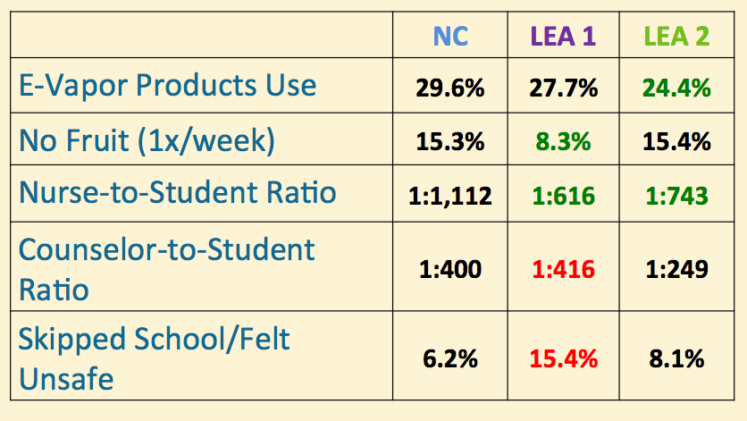 NC LEA 1 LEA 2
E-Vapor Products Use 29.6% 27.7% 24.4%
No Fruit (1x/week) 15.3% 8.3% 15.4%
Nurse-to-Student Ratio 1:1,112 1:616 1:743
Counselor-to-Student
Ratio 1:400 1:416 1:249
Skipped School/Felt
Unsafe 6.2% 15.4% 8.1%